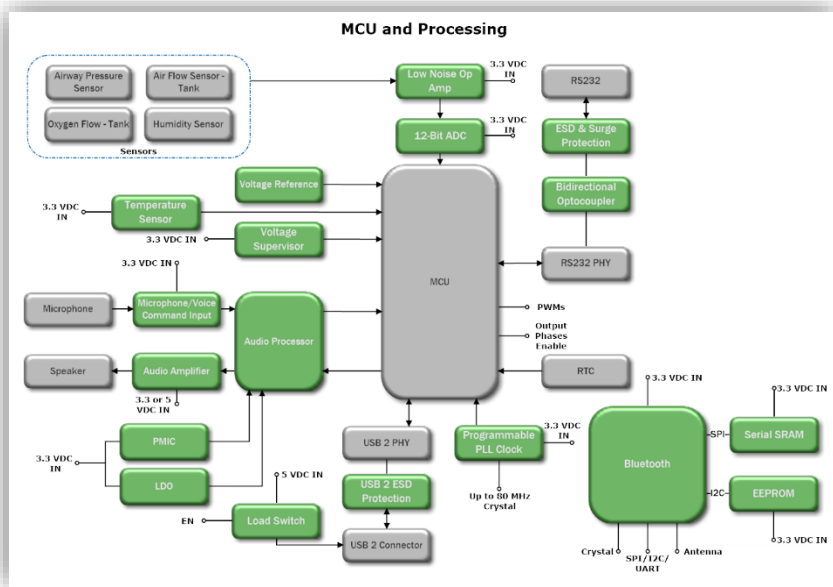 MCU and Processing
Airway Pressure
Sensor
Air Flow Sensor -
Tank
Oxygen Flow - Tank
Humidity Sensor
Sensors
Low Noise Op
Amp
3.3 VDC
IN
12-Bit ADC
3.3 VDC
IN
RS232
ESD & Surge
Protection
Bidirectional
Optocoupler
RS232 PHY
Voltage Reference
3.3 VDC
IN
Temperature
Sensor
3.3 VDC IN
Voltage
Supervisor
MCU
3.3 VDC IN
Microphone
Microphone/Voice
Command Input
Audio Processor
Speaker
Audio Amplifier
3.3 or 5
VDC IN
PWMs
Output
Phases
Enable
RTC
3.3 VDC
IN
PMIC
LDO
USB 2 PHY
USB 2 ESD
Protection
5 VDC IN
EN
Load Switch
USB 2 Connector
Programmable
PLL Clock
3.3 VDC
IN
Up to 80 MHz
Crystal
3.3 VDC IN
Bluetooth
SPI
Serial SRAM
3.3 VDC IN
I2C
EEPROM
3.3 VDC IN
Crystal
SPI/I2C/
UART
Antenna